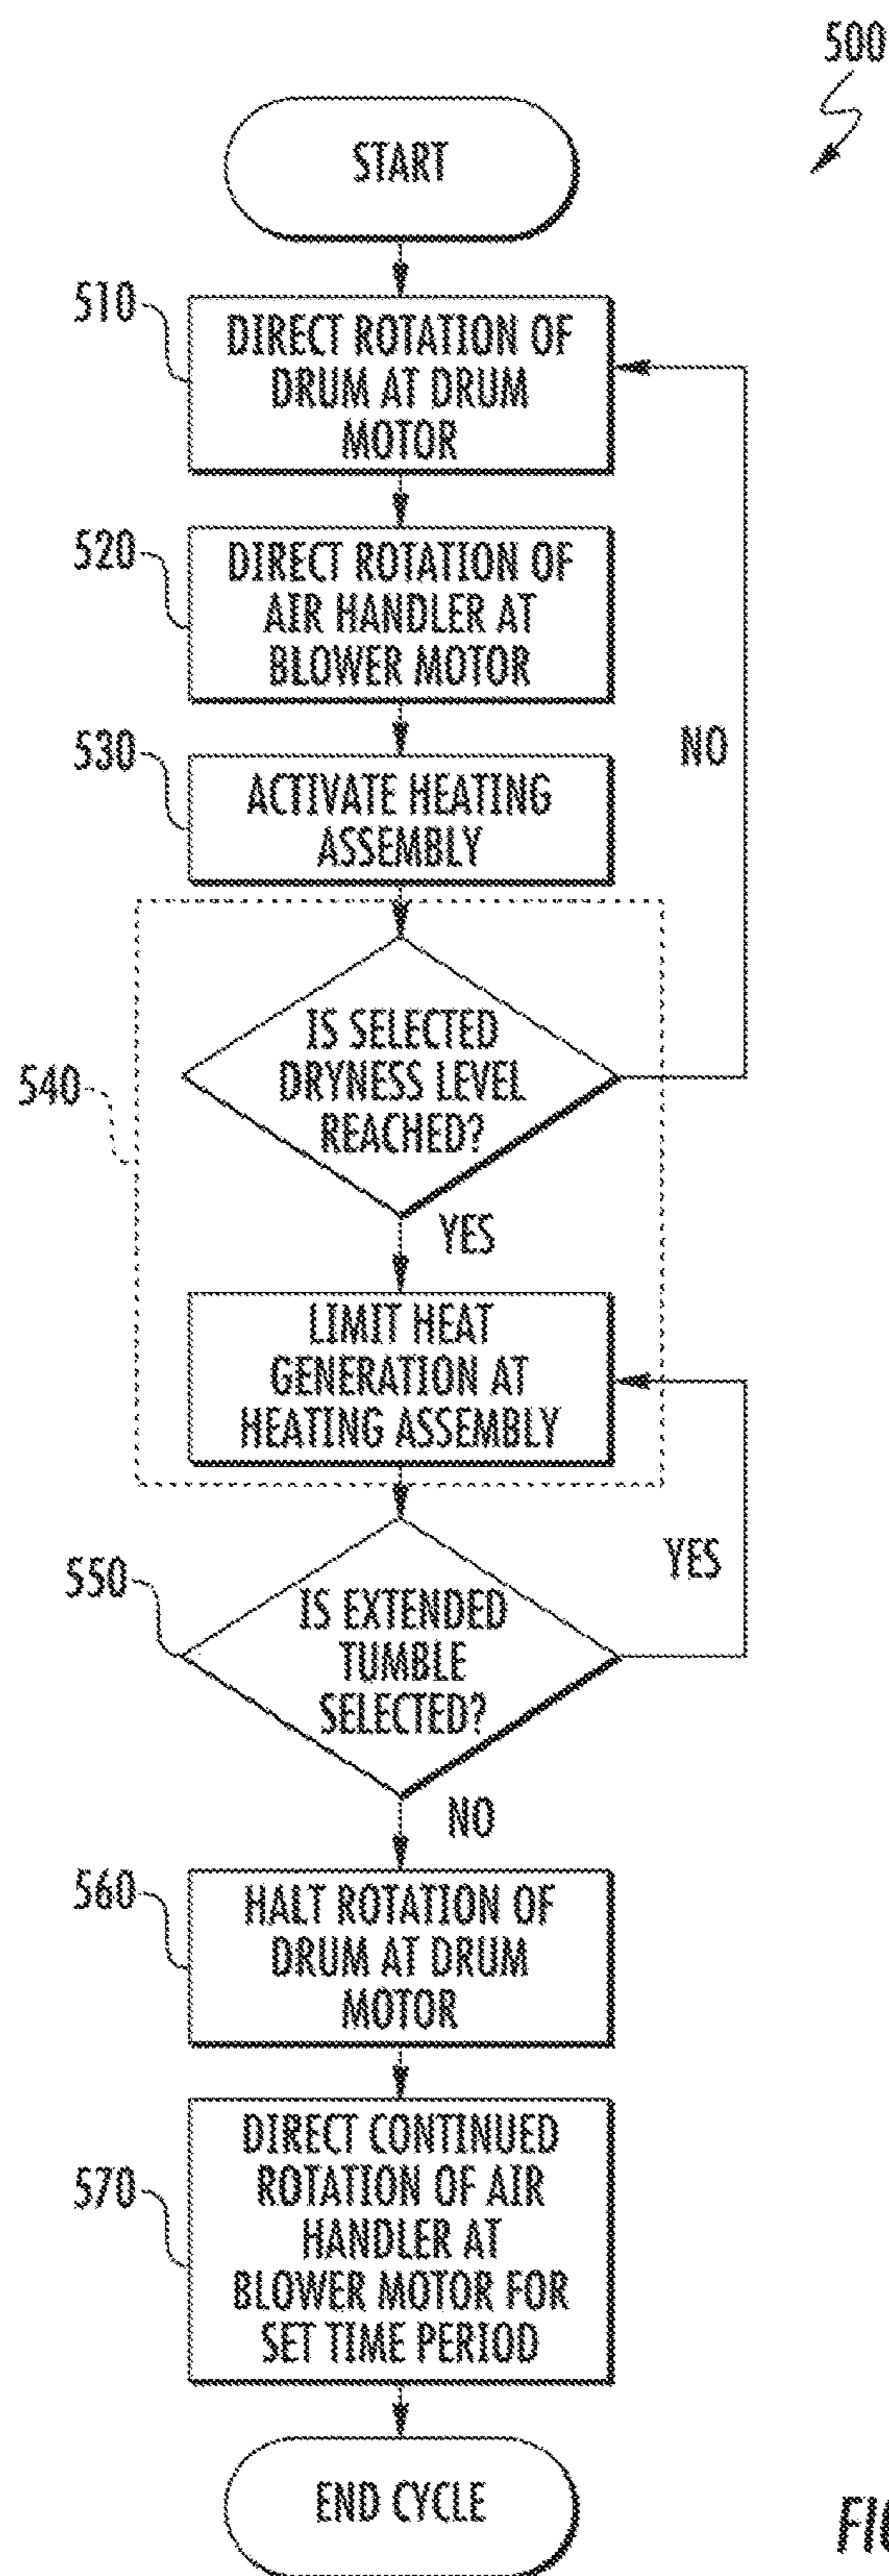 500
START
510
DIRECT ROTATION OF
DRUM AT DRUM
MOTOR
520
DIRECT ROTATION OF
AIR HANDLER AT
BLOWER MOTOR
530
ACTIVATE HEATING
ASSEMBLY
NO
540
IS SELECTED
DRYNESS LEVEL
REACHED?
YES
LIMIT HEAT
GENERATION AT
HEATING ASSEMBLY
YES
550
IS EXTENDED
TUMBLE
SELECTED?
NO
560
HALT ROTATION OF
DRUM AT DRUM
MOTOR
570
DIRECT CONTINUED
ROTATION OF AIR
HANDLER AT
BLOWER MOTOR FOR
SET TIME PERIOD
END CYCLE